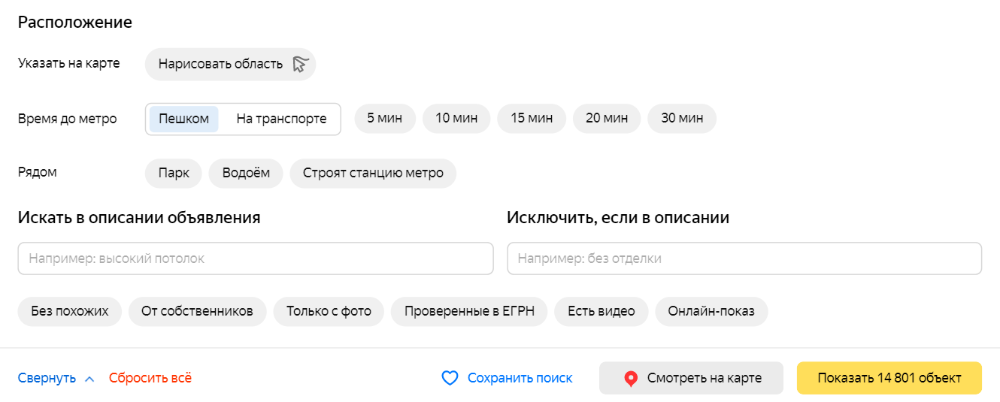 Расположение
Указать на карте Нарисовать область
Время до метро Пешком На транспорте 5 мин 10 мин 15 мин 20 мин 30 мин
Рядом Парк Водоём Строят станцию метро
Искать в описании объявления Исключить, если в описании
Например: высокий потолок Например: без отделки
Без похожих От собственников Только с фото Проверенные в ЕГРН Есть видео Онлайн-показ
Свернуть Сбросить всё Сохранить поиск Смотреть на карте Показать 14 801 объект